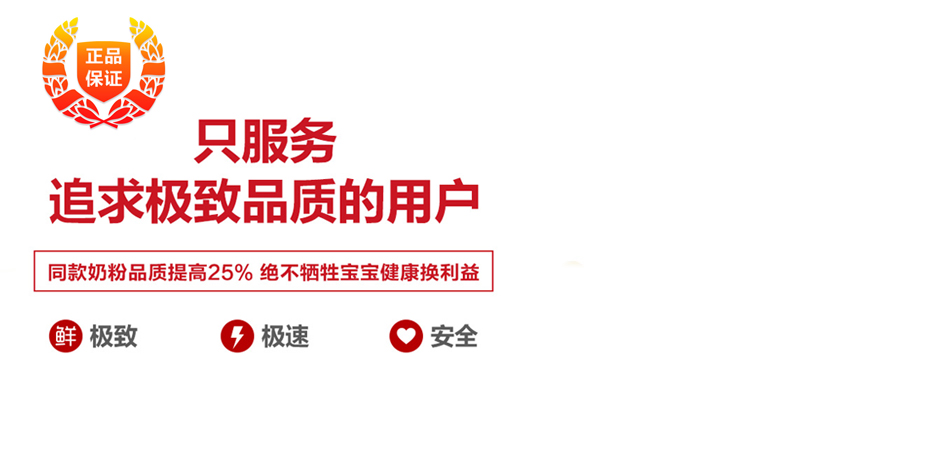 正品
保证
只服务
追求极致品质的用户
同款奶粉品质提高25% 绝不牺牲宝宝健康换利益
鲜 极致
极速
安全